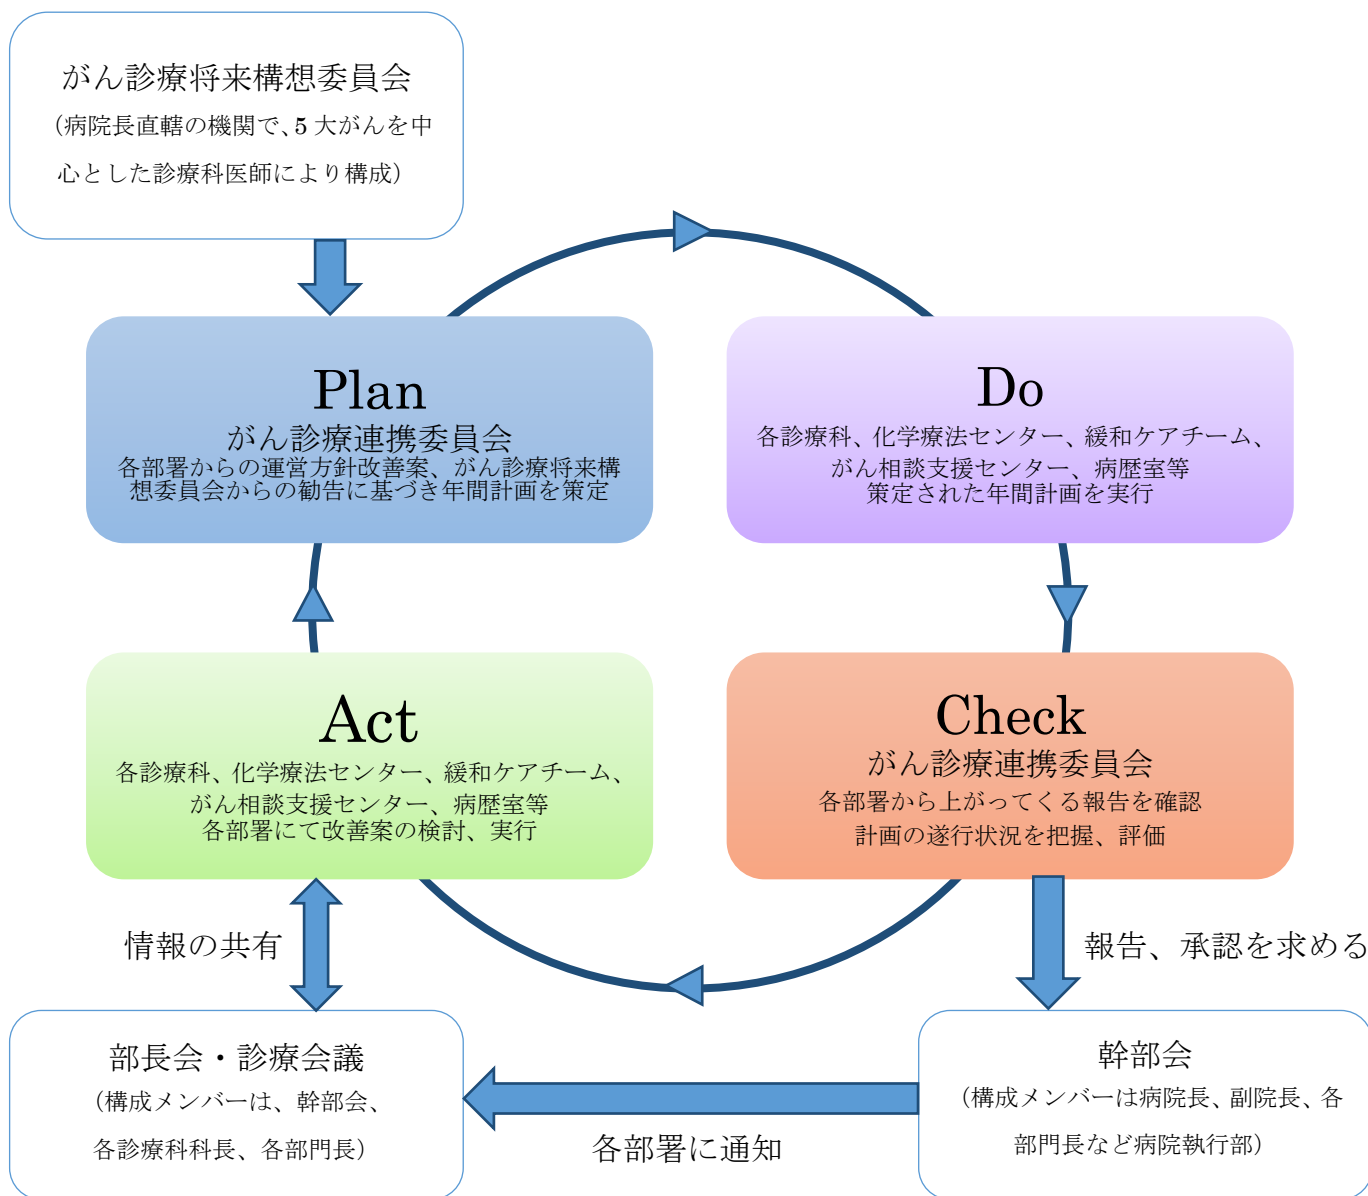 がん診療将来構想委員会
（病院長直轄の機関で、5 大がんを中
心とした診療科医師により構成）
Plan
がん診療連携委員会
各部署からの運営方針改善案、がん診療将来構
想委員会からの勧告に基づき年間計画を策定
Do
各診療科、化学療法センター、緩和ケアチーム、
がん相談支援センター、病歴室等
策定された年間計画を実行
Act
各診療科、化学療法センター、緩和ケアチーム、
がん相談支援センター、病歴室等
各部署にて改善案の検討、実行
Check
がん診療連携委員会
各部署から上がってくる報告を確認
計画の遂行状況を把握、評価
情報の共有
報告、承認を求める
部長会・診療会議
（構成メンバーは、幹部会、
各診療科科長、各部門長）
各部署に通知
幹部会
（構成メンバーは病院長、副院長、各
部門長など病院執行部）